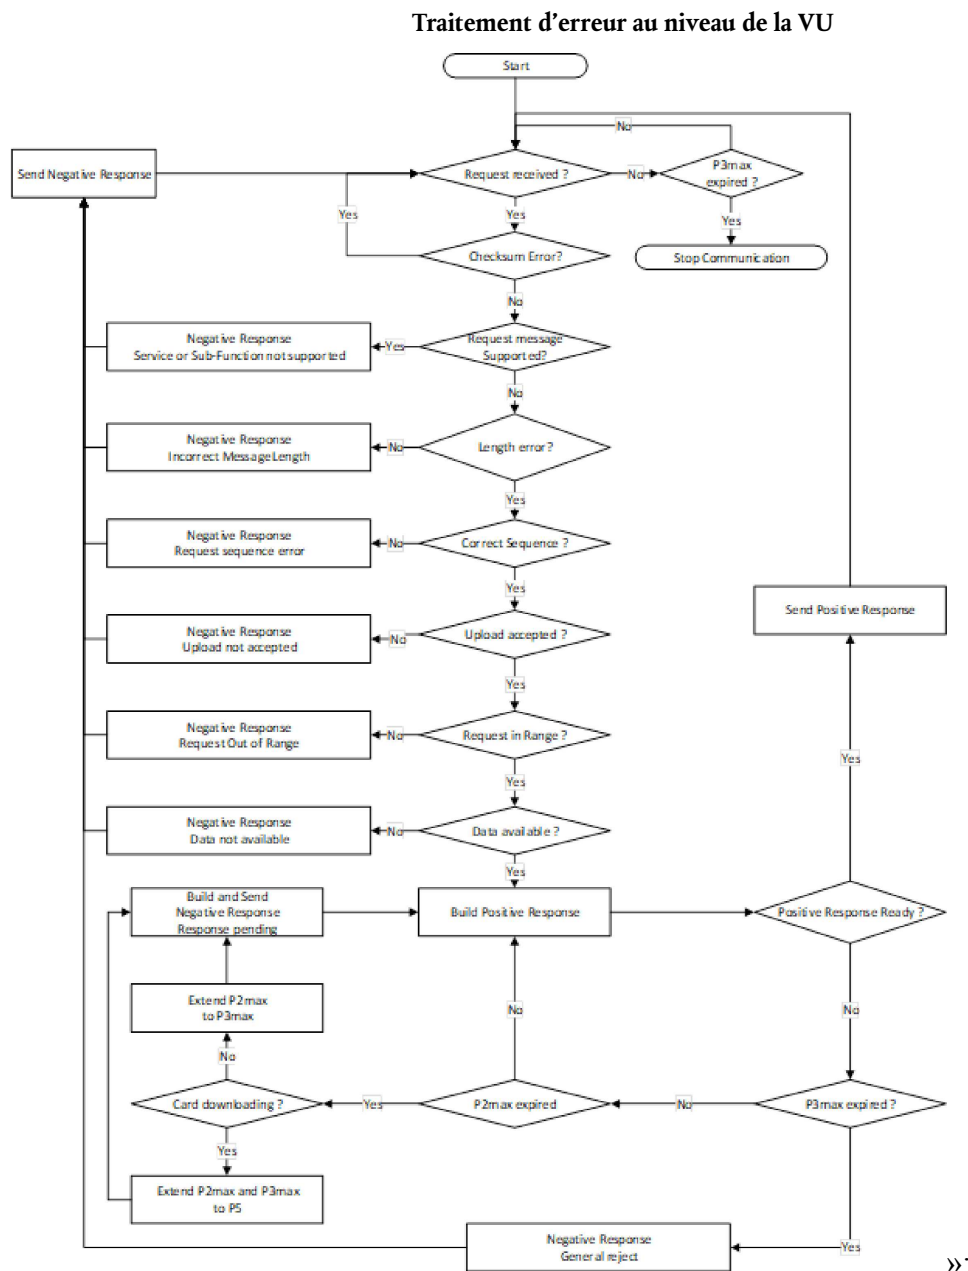 Traitement d'erreur au niveau de la VU
Start
No
Send Negative Response
Request received ?
No
P3max
expired ?
Yes
Yes
Yes
Checksum Error?
Stop Communication
No
Negative Response
Service or Sub-Function not supported
Yes
Request message
Supported?
No
Negative Response
Incorrect Message Length
No
Length error?
Yes
Negative Response
Request sequence error
No
Correct Sequence ?
Yes
Send Positive Response
Negative Response
Upload not accepted
No
Upload accepted ?
Yes
Negative Response
Request Out of Range
No
Request in Range ?
Yes
Yes
Negative Response
Data not available
No
Data available ?
Yes
Build and Send
Negative Response
Response pending
Build Positive Response
Positive Response Ready ?
Extend P2max
to P3max
No
No
No
Card downloading ?
Yes
P2max expired
No
P3max expired ?
Yes
Extend P2max and P3max
to P5
Negative Response
General reject
Yes
»